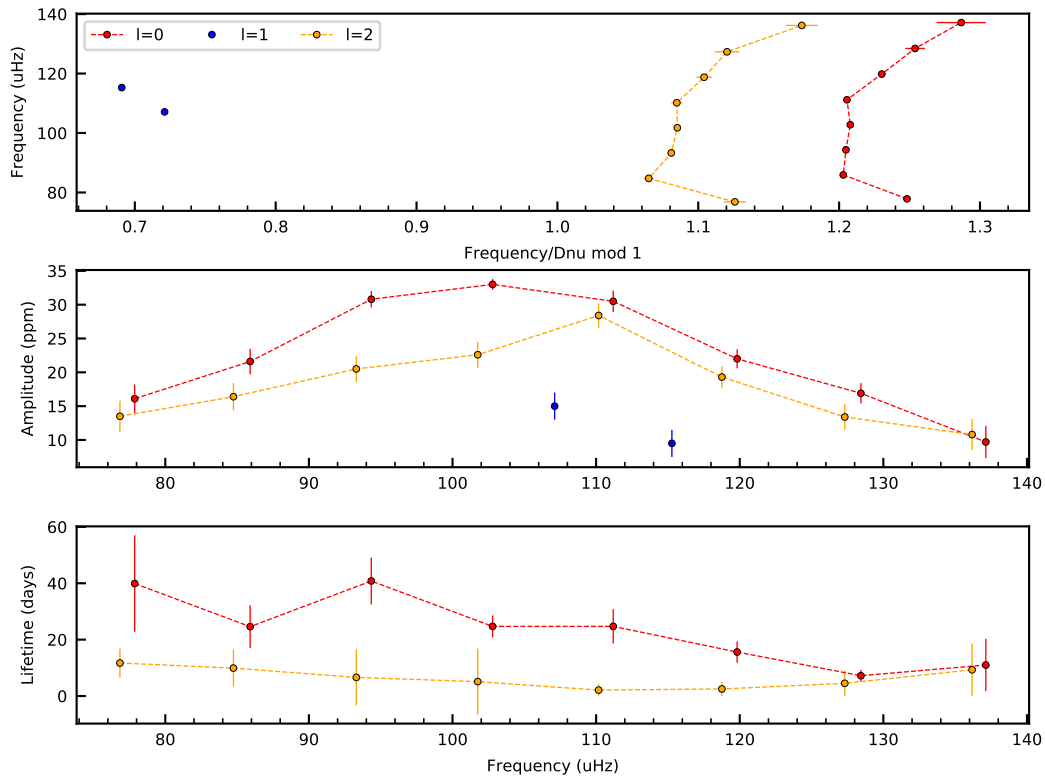 140
120
100
80
Frequency (uHz)
l=0 l=1 l=2
0.7 0.8 0.9 1.0 1.1 1.2 1.3
Frequency/Dnu mod 1
35
30
25
20
15
10
Amplitude (ppm)
80 90 100 110 120 130 140
60
40
20
0
Lifetime (days)
80 90 100 110 120 130 140
Frequency (uHz)